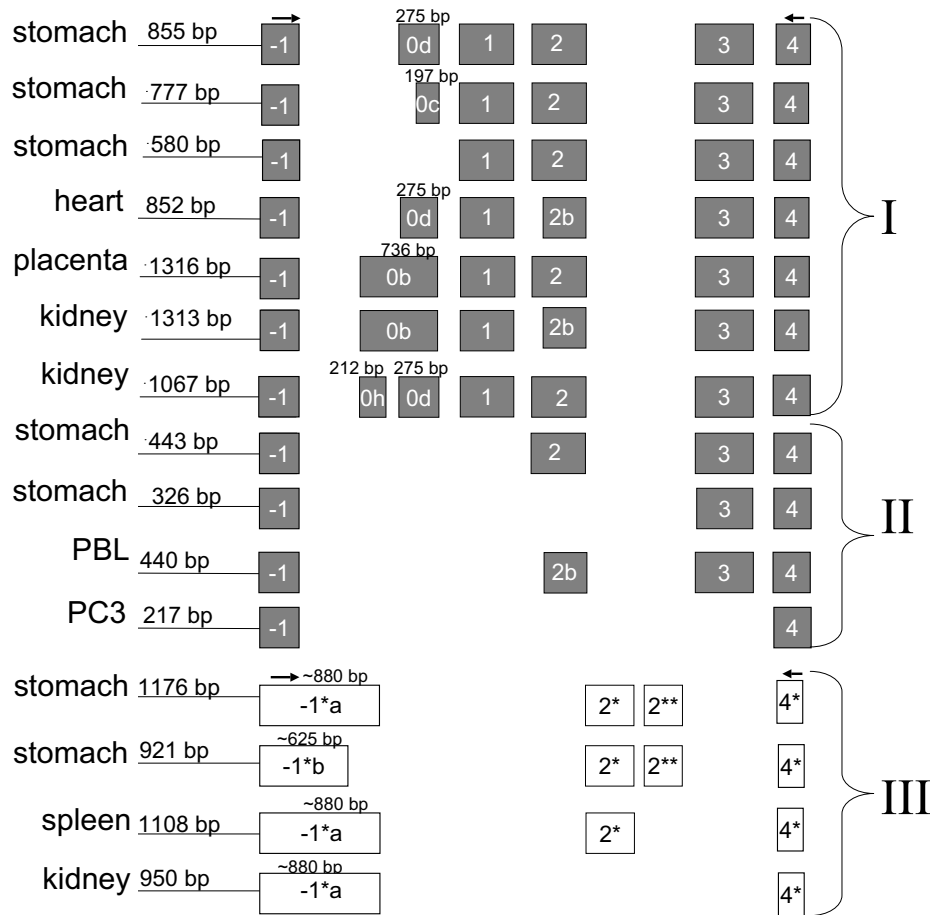 275 bp
stomach 855 bp -1 0d 1 2 3 4
197 bp
stomach 777 bp -1 0c 1 2 3 4
stomach 580 bp -1 1 2 3 4
275 bp
heart 852 bp -1 0d 1 2b 3 4
I
736 bp
placenta 1316 bp -1 0b 1 2 3 4
kidney 1313 bp -1 0b 1 2b 3 4
212 bp 275 bp
kidney 1067 bp -1 0h 0d 1 2 3 4
stomach 443 bp -1 2 3 4
stomach 326 bp -1 3 4
II
PBL 440 bp -1 2b 3 4
PC3 217 bp -1 4
~880 bp
stomach 1176 bp -1*a 2* 2** 4*
~625 bp
stomach 921 bp -1*b 2* 2** 4*
III
~880 bp
spleen 1108 bp -1*a 2* 4*
~880 bp
kidney 950 bp -1*a 4*